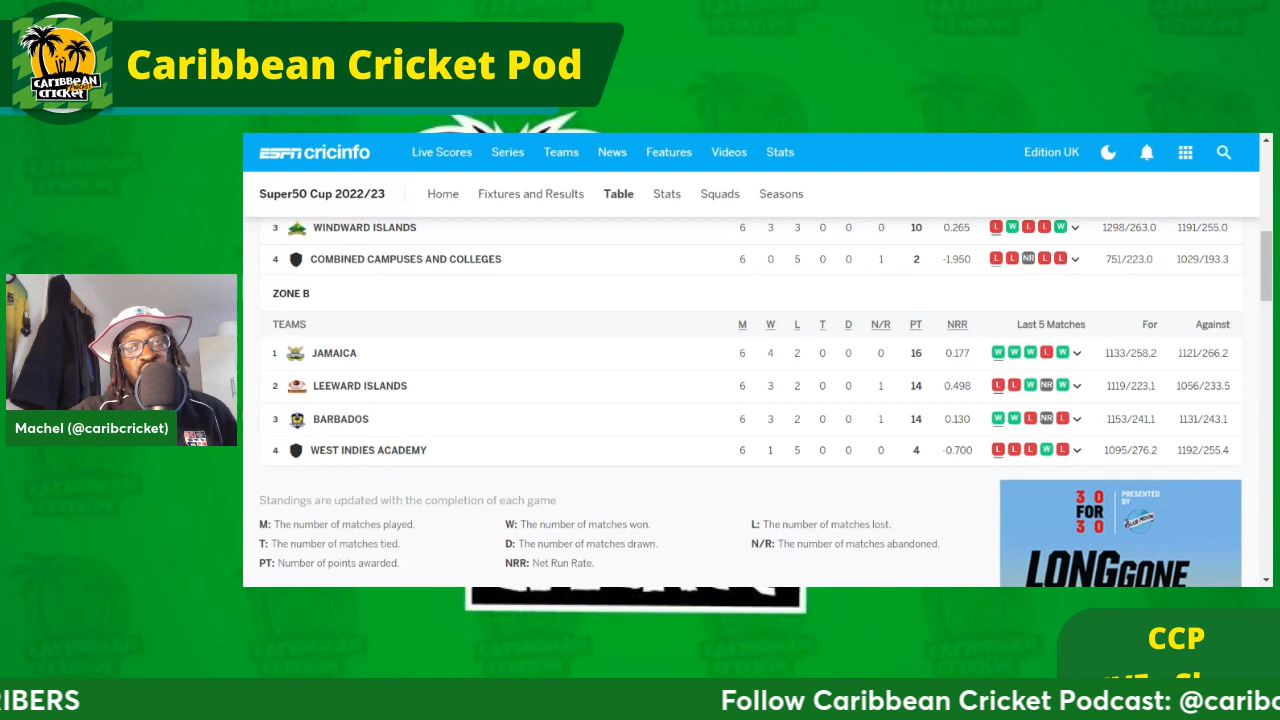 Caribbean Cricket Pod
CARIBBEAN
CRICKET
ESPN cricinfo Live Scores Series Teams News Features Videos Stats Edition UK
Super50 Cup 2022/23 Home Fixtures and Results Table Stats Squads Seasons
3 WINDWARD ISLANDS 6 3 3 0 0 0 10 0.265 L W L L W 1298/263.0 1191/255.0
4 COMBINED CAMPUSES AND COLLEGES 6 0 5 0 0 1 2 -1.950 L L NR L L 751/223.0 1029/193.3
ZONE B
TEAMS M W L T D N/R PT NRR Last 5 Matches For Against
1 JAMAICA 6 4 2 0 0 0 16 0.177 W W W L W 1133/258.2 1121/266.2
2 LEEWARD ISLANDS 6 3 2 0 0 1 14 0.498 L L W NR W 1119/223.1 1056/233.5
3 BARBADOS 6 3 2 0 0 1 14 0.130 W W L NR L 1153/241.1 1131/243.1
4 WEST INDIES ACADEMY 6 1 5 0 0 0 4 -0.700 L L L W L 1095/276.2 1192/255.4
Standings are updated with the completion of each game
M: The number of matches played. W: The number of matches won. L: The number of matches lost.
T: The number of matches tied. D: The number of matches drawn. N/R: The number of matches abandoned.
PT: Number of points awarded. NRR: Net Run Rate.
30
FOR
30
PRESENTED
BY
BLUE MOON
LONG GONE
Machel (@caribcricket)
CCP
RIBERS Follow Caribbean Cricket Podcast: @caribc